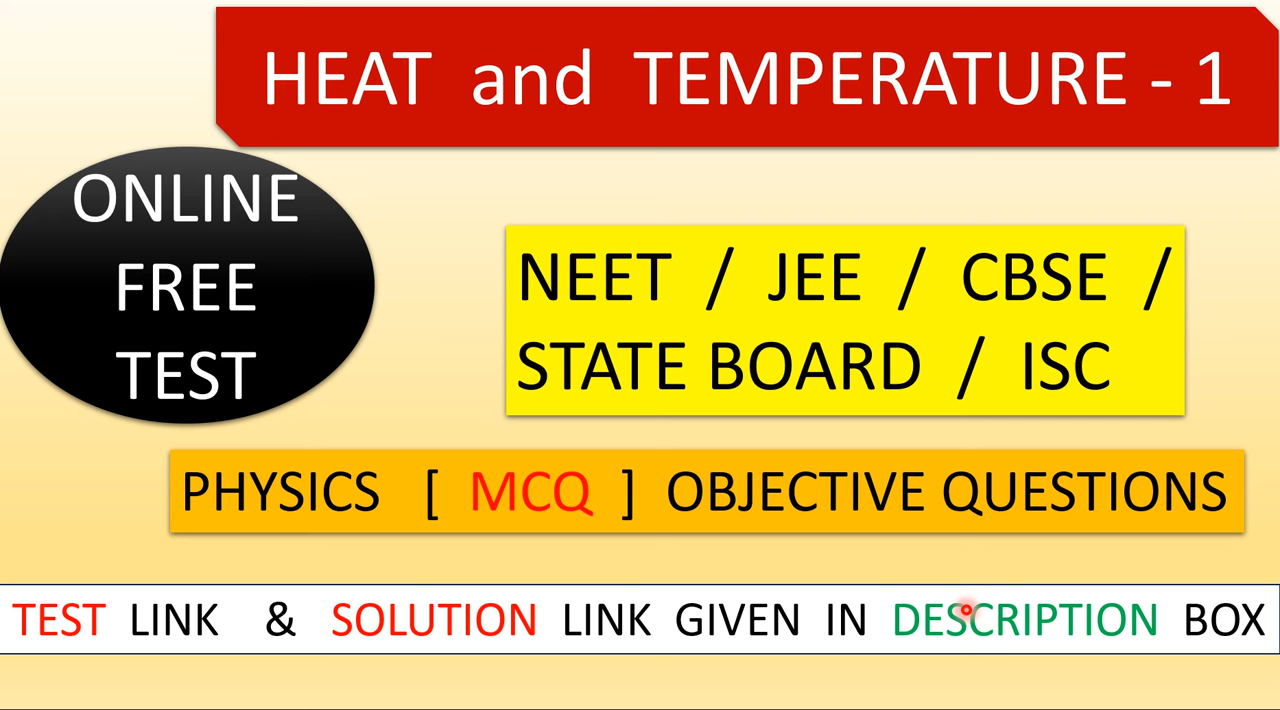 HEAT and TEMPERATURE - 1
ONLINE
FREE
TEST
NEET / JEE / CBSE /
STATE BOARD / ISC
PHYSICS [ MCQ ] OBJECTIVE QUESTIONS
TEST LINK & SOLUTION LINK GIVEN IN DESCRIPTION BOX